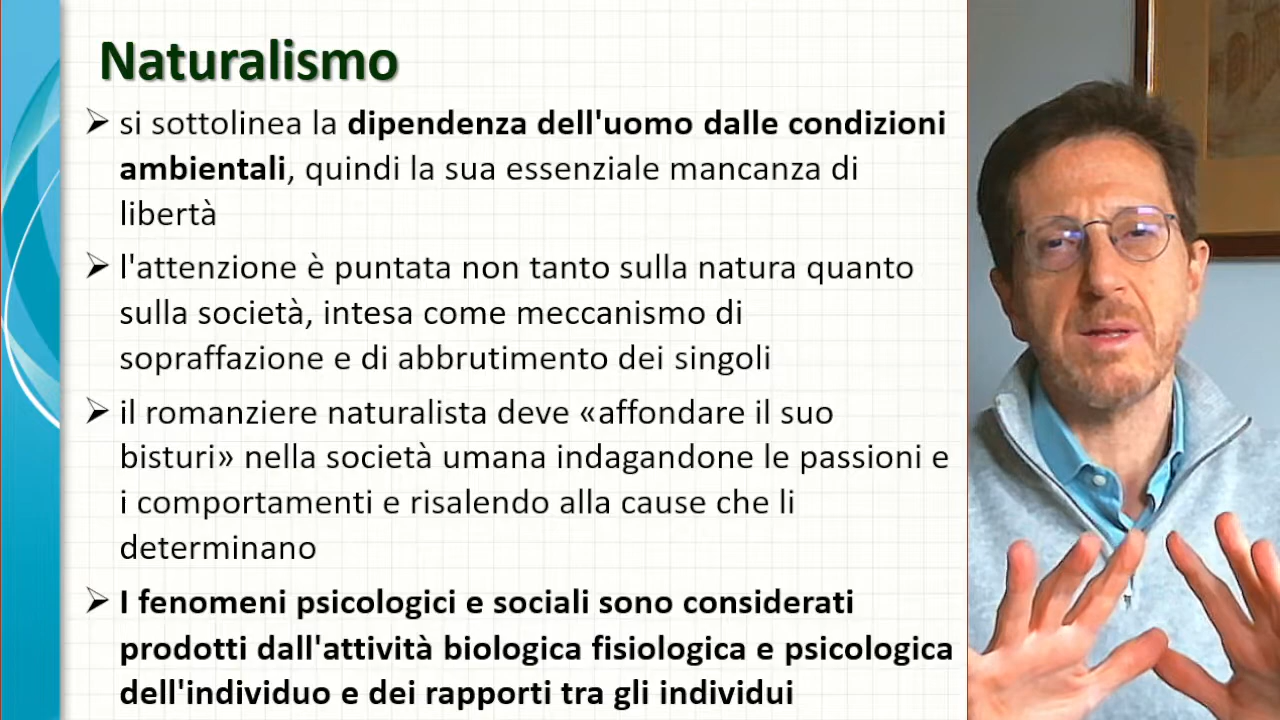 Naturalismo
si sottolinea la dipendenza dell'uomo dalle condizioni
ambientali, quindi la sua essenziale mancanza di
libertà
l'attenzione è puntata non tanto sulla natura quanto
sulla società, intesa come meccanismo di
sopraffazione e di abbrutimento dei singoli
il romanziere naturalista deve «affondare il suo
bisturi» nella società umana indagandone le passioni e
i comportamenti e risalendo alla cause che li
determinano
I fenomeni psicologici e sociali sono considerati
prodotti dall'attività biologica fisiologica e psicologica
dell'individuo e dei rapporti tra gli individui